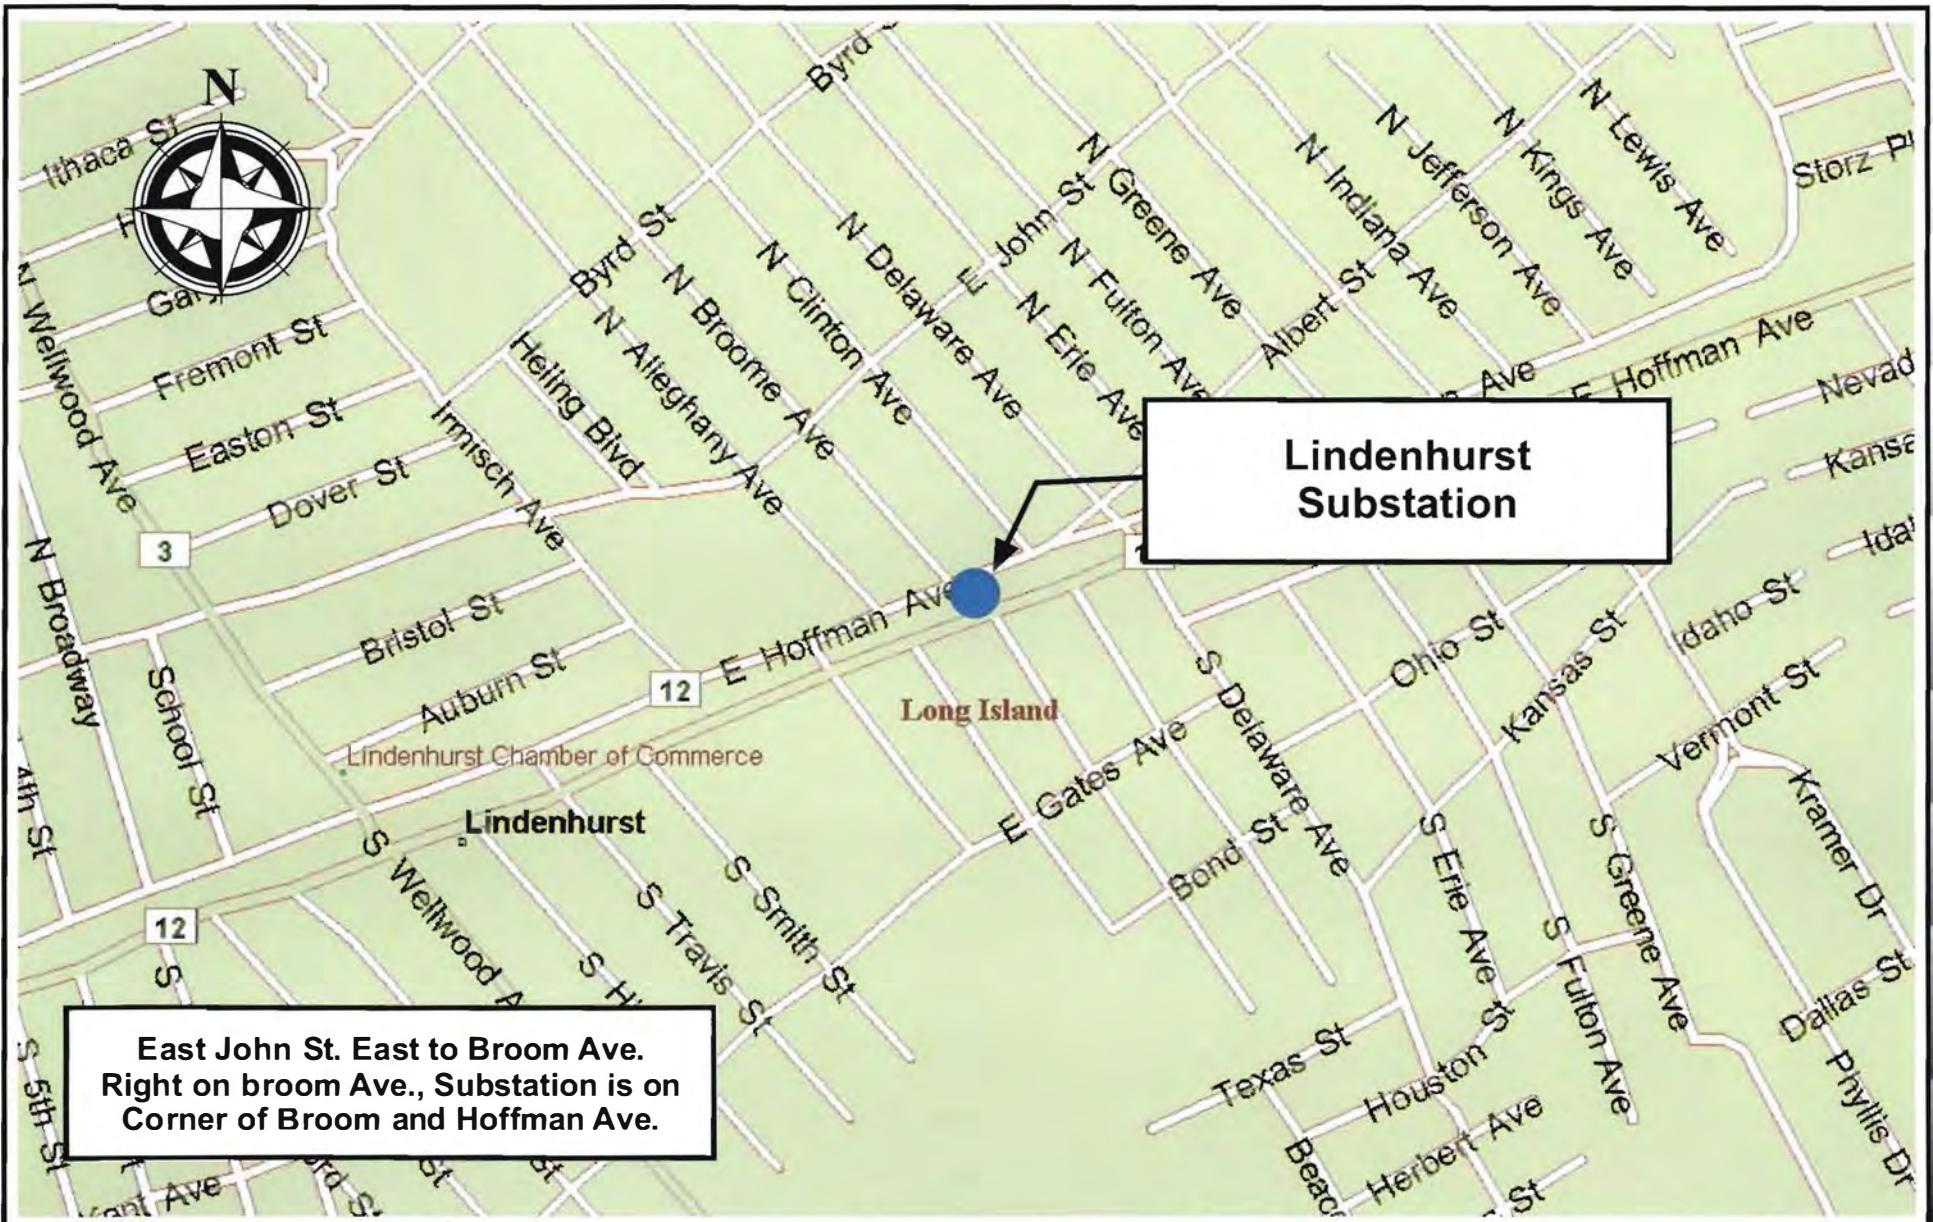 N
Ithaca St
Fremont St
Easton St
Dover St
N Wellwood Ave
N Broadway
School St
4th St
3
Irmisch Ave
Heling Blvd
Byrd St
Byrd
N Alleghany Ave
N Broome Ave
N Clinton Ave
N Delaware Ave
E John St
N Erie Ave
N Fulton Ave
N Greene Ave
Albert St
N Indiana Ave
N Jefferson Ave
N Kings Ave
N Lewis Ave
Storz
Ave
E Hoffman Ave
Lindenhurst
Substation
Bristol St
Auburn St
12
E Hoffman Ave
Long Island
Lindenhurst Chamber of Commerce
Lindenhurst
12
S Wellwood
S
S Travis St
S Smith St
E Gates Ave
Bond St
S Delaware Ave
Ohio St
Kansas St
Idaho St
Vermont St
Kramer Dr
S Erie Ave
S Fulton Ave
S Greene Ave
Dallas St
Phyllis Dr
Texas St
Houston St
Herbert Ave
St
S
S 5th St
St
St
Ave
East John St. East to Broom Ave.
Right on broom Ave., Substation is on
Corner of Broom and Hoffman Ave.